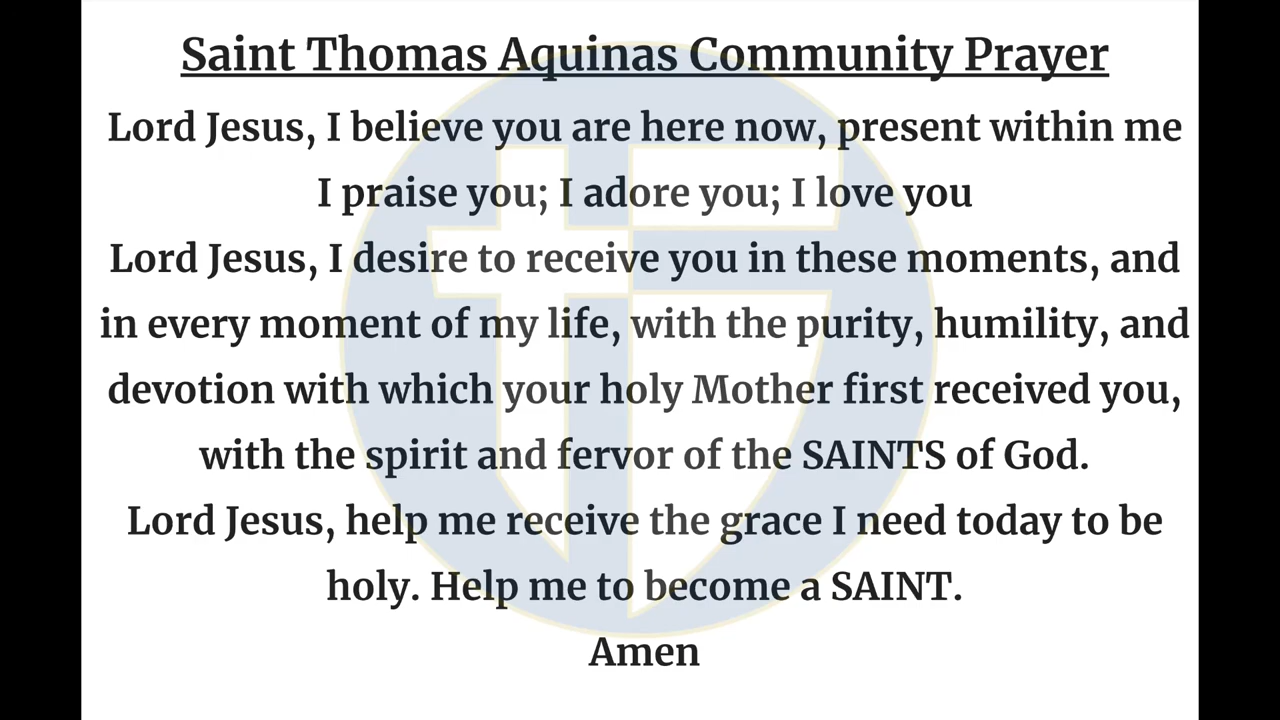 Saint Thomas Aquinas Community Prayer
Lord Jesus, I believe you are here now, present within me
I praise you; I adore you; I love you
Lord Jesus, I desire to receive you in these moments, and
in every moment of my life, with the purity, humility, and
devotion with which your holy Mother first received you,
with the spirit and fervor of the SAINTS of God.
Lord Jesus, help me receive the grace I need today to be
holy. Help me to become a SAINT.
Amen